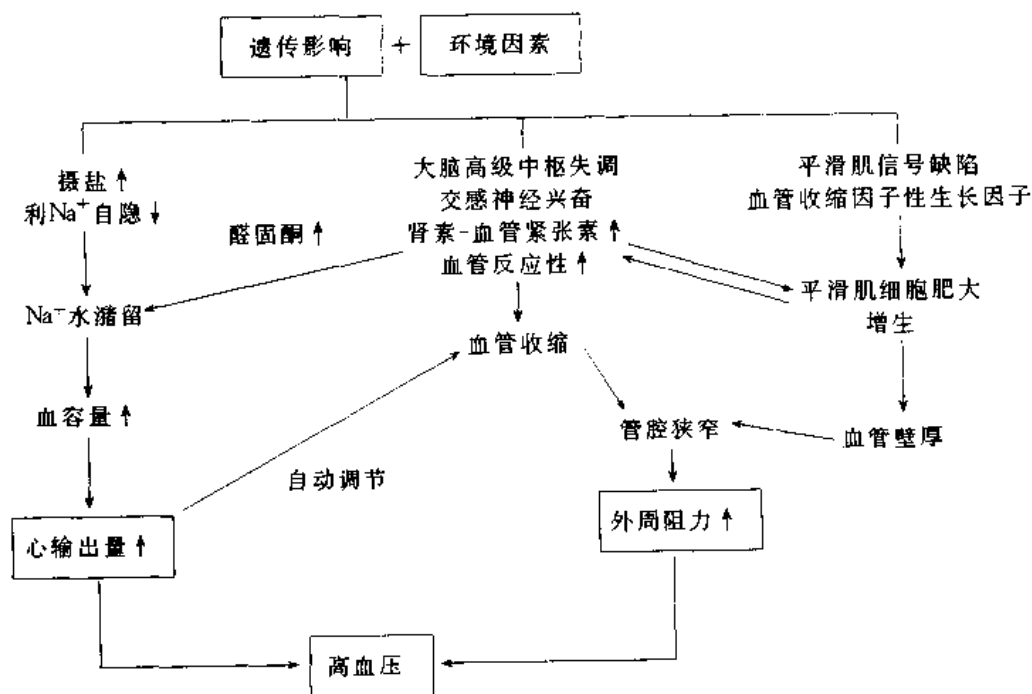 遗传影响 + 环境因素
摄盐↑
利Na⁺自隐↓
大脑高级中枢失调
交感神经兴奋
肾素-血管紧张素↑
血管反应性↑
平滑肌信号缺陷
血管收缩因子性生长因子
醛固酮↑
Na⁺水潴留
血管收缩
平滑肌细胞肥大
增生
血容量↑
管腔狭窄
血管壁厚
自动调节
心输出量↑
外周阻力↑
高血压